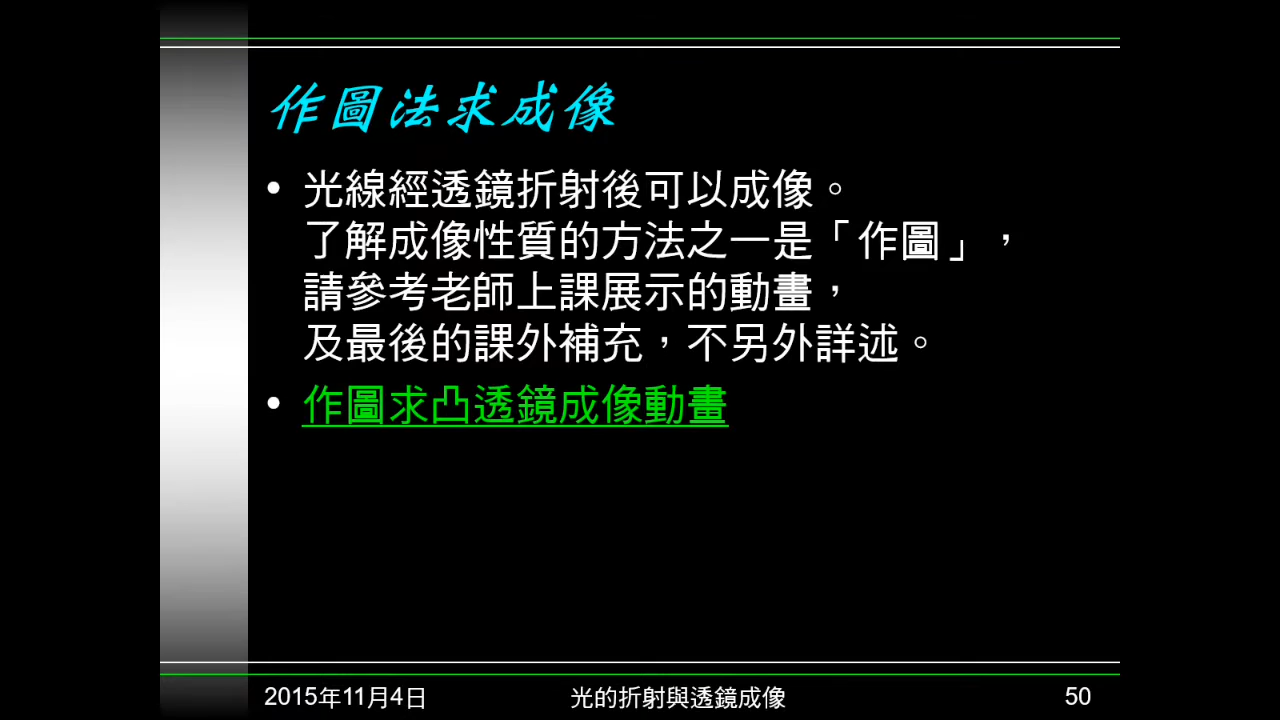 作圖法求成像
• 光線經透鏡折射後可以成像。
了解成像性質的方法之一是「作圖」，
請參考老師上課展示的動畫，
及最後的課外補充，不另外詳述。
• 作圖求凸透鏡成像動畫
2015年11月4日
光的折射與透鏡成像
50